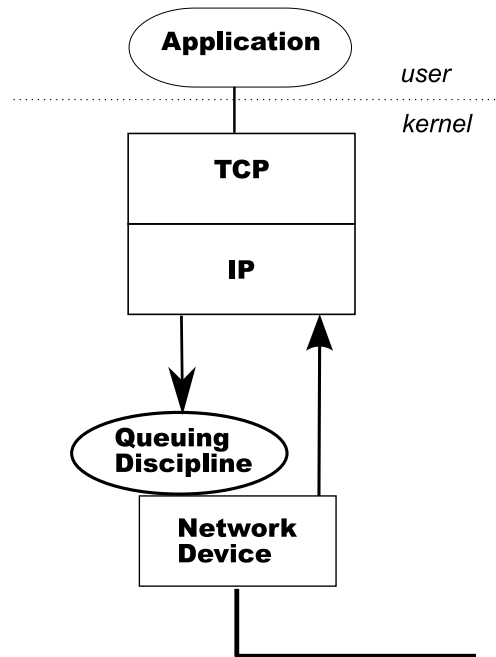 Application
user
kernel
TCP
IP
Queuing
Discipline
Network
Device